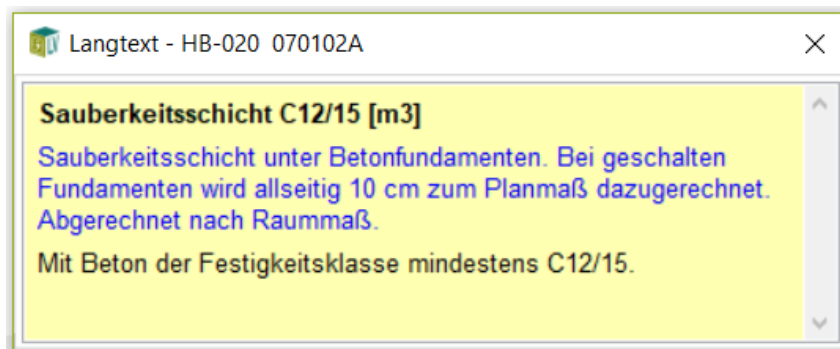 Langtext - HB-020 070102A
Sauberkeitsschicht C12/15 [m3]
Sauberkeitsschicht unter Betonfundamenten. Bei geschalten
Fundamenten wird allseitig 10 cm zum Planmaß dazugerechnet.
Abgerechnet nach Raummaß.
Mit Beton der Festigkeitsklasse mindestens C12/15.